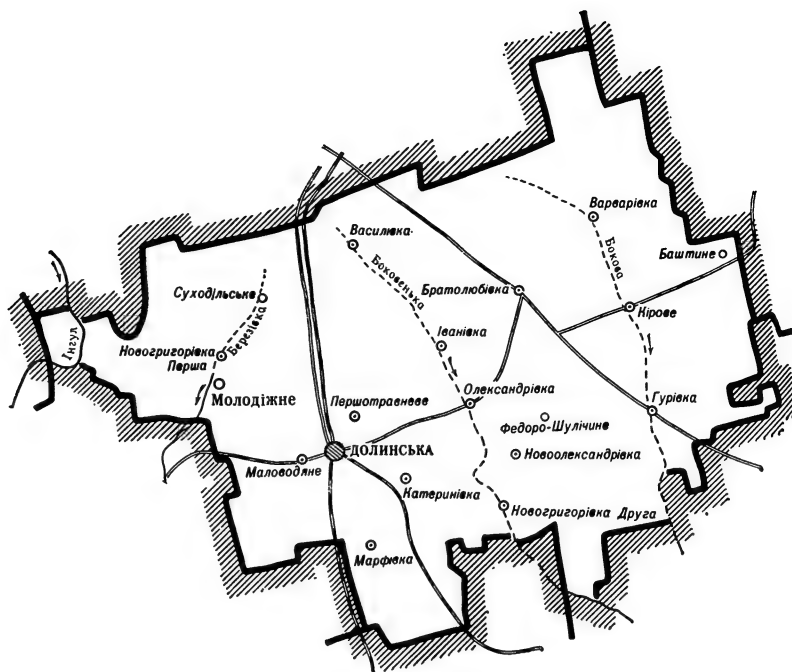 Варварівка
Василівка
Бокова
Баштине
Боковенька
Суходільське
Братолюбівка
Кірове
Березівка
Інгул
Іванівка
Новогригорівка
Перша
Молодіжне
Першотравневе
Олександрівка
Гурівка
Федоро-Шулічине
ДОЛИНСЬКА
Маловодяне
Новоолександрівка
Катеринівка
Новогригорівка Друга
Марфівка